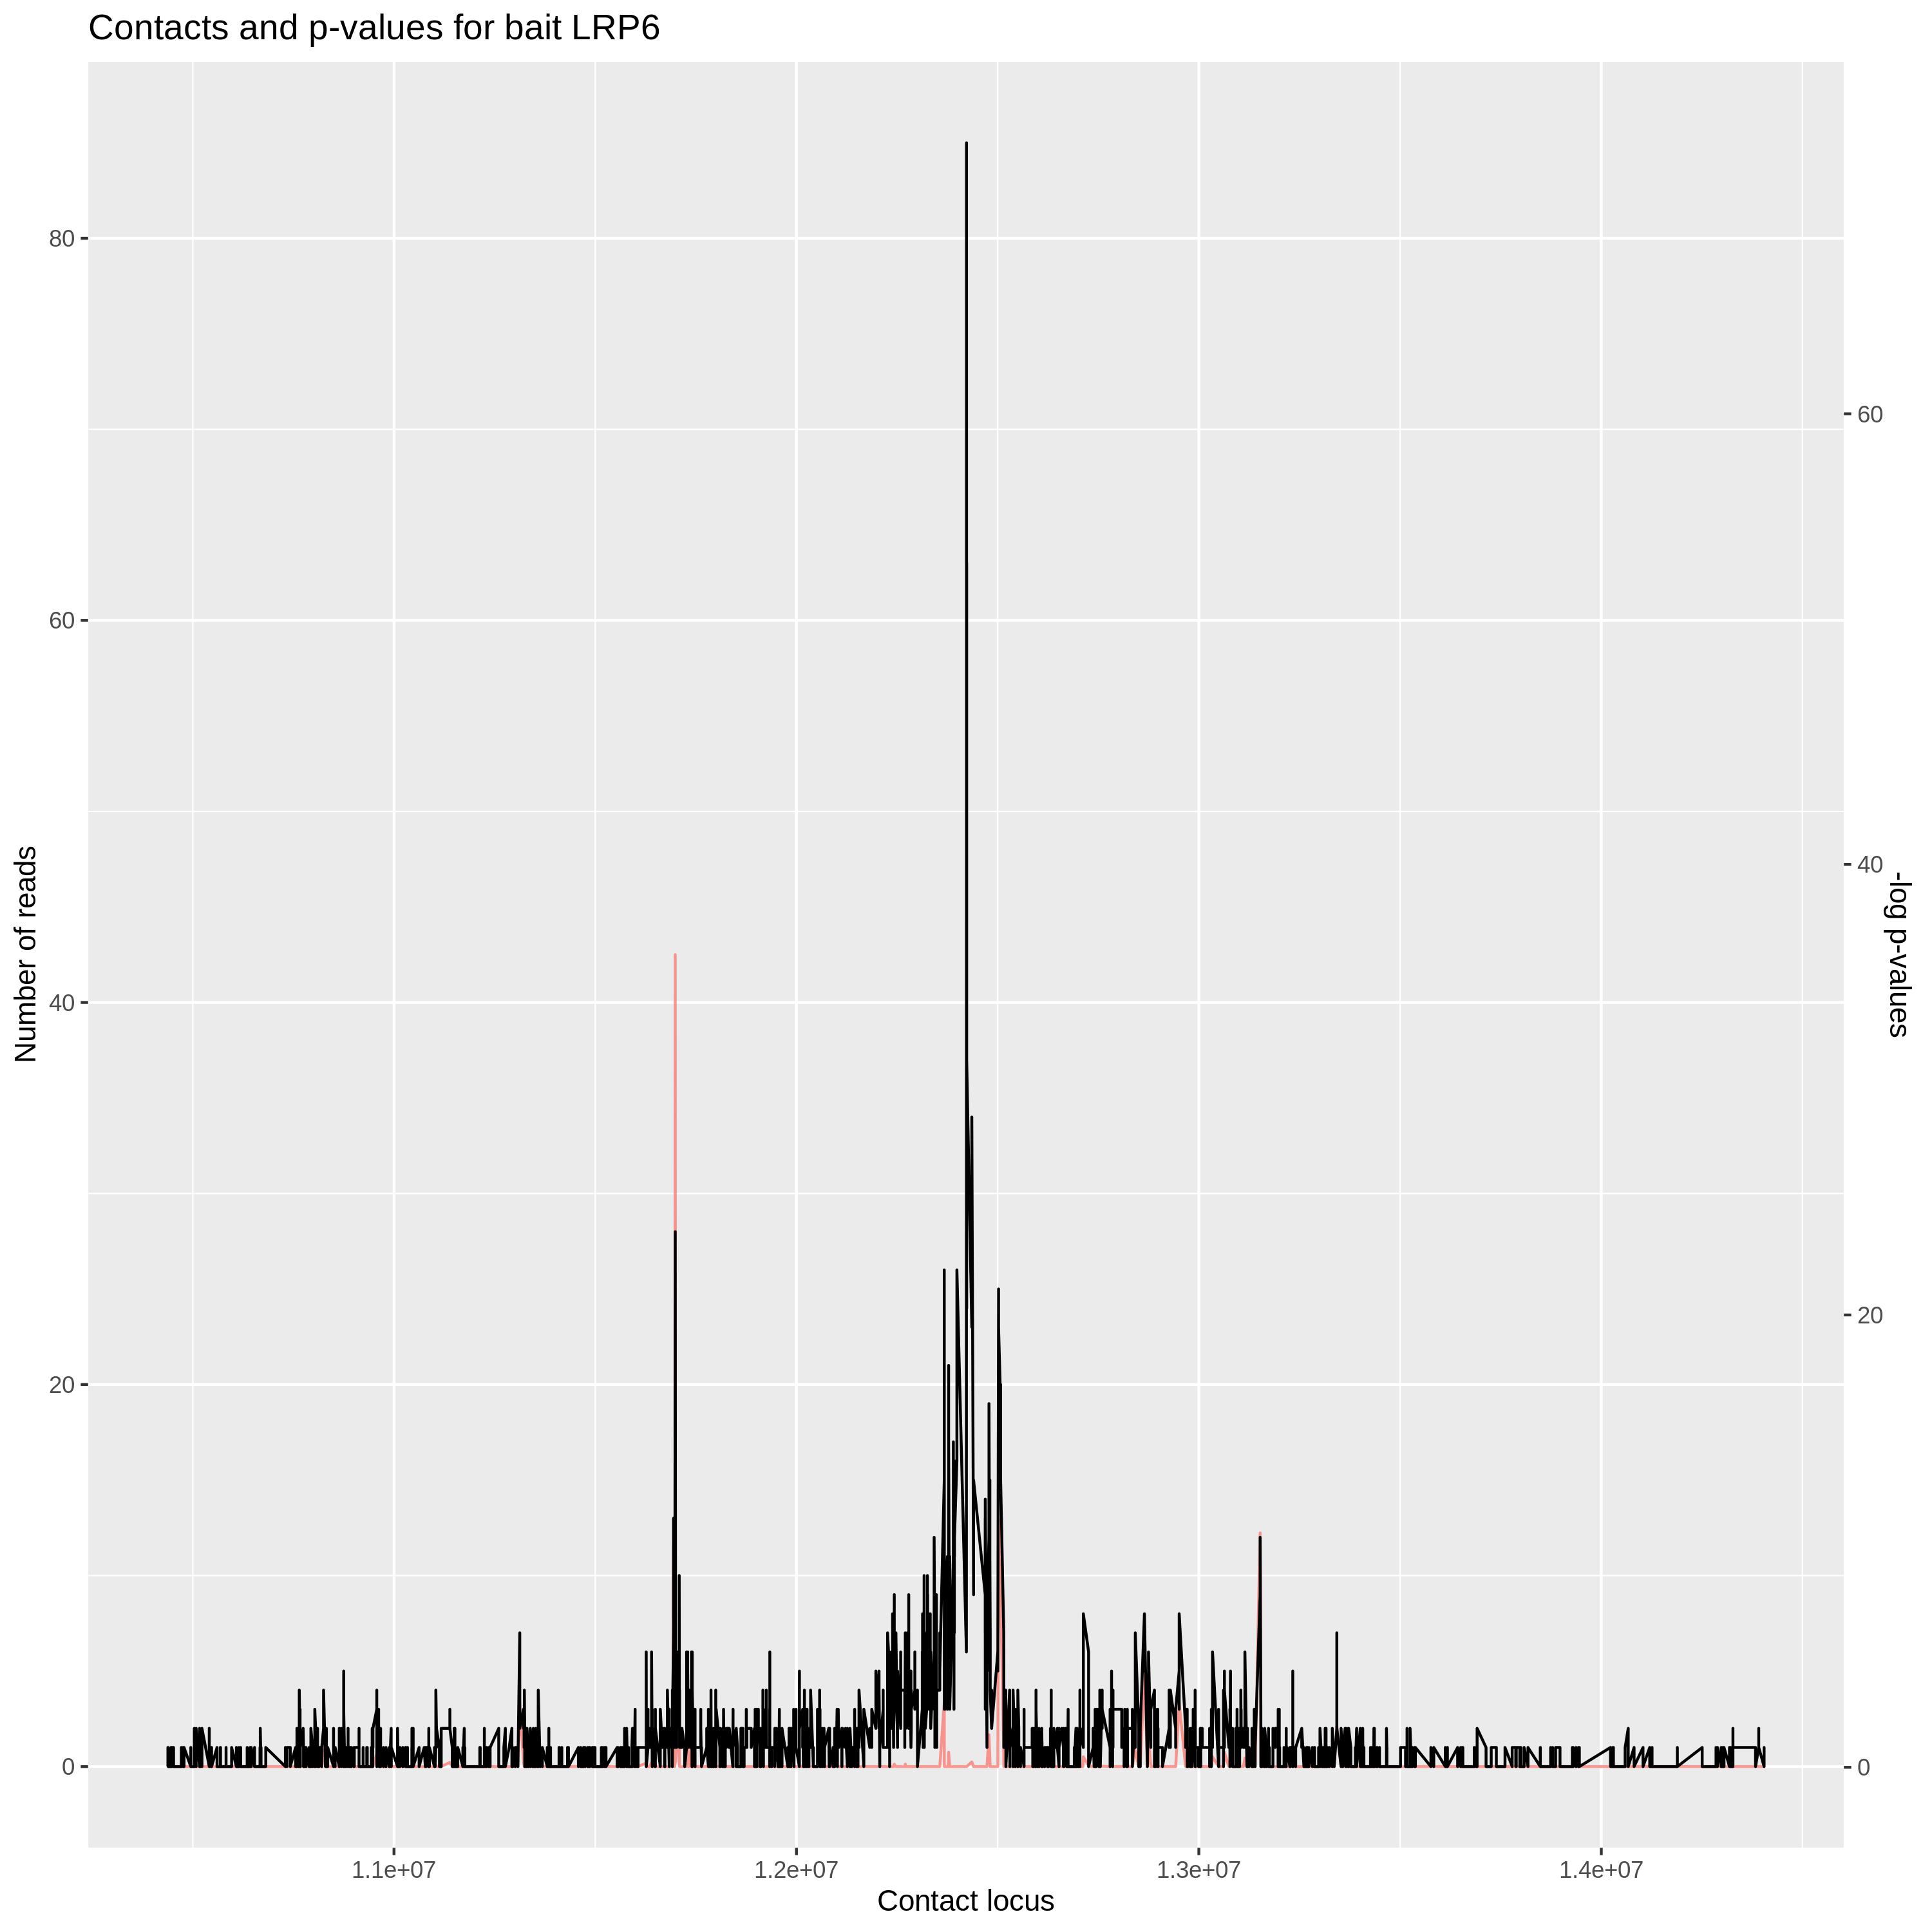 Contacts and p-values for bait LRP6
80
60
40
20
0
Number of reads
60
40
20
0
-log p-values
1.1e+07
1.2e+07
1.3e+07
1.4e+07
Contact locus